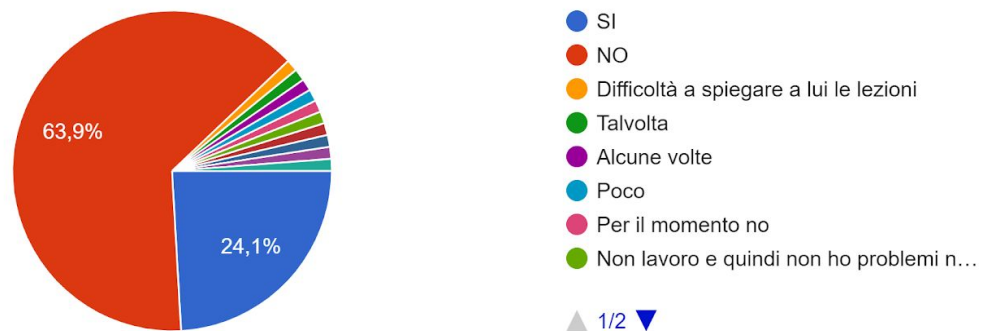 63,9%
24,1%
SI
NO
Difficoltà a spiegare a lui le lezioni
Talvolta
Alcune volte
Poco
Per il momento no
Non lavoro e quindi non ho problemi n…
1/2